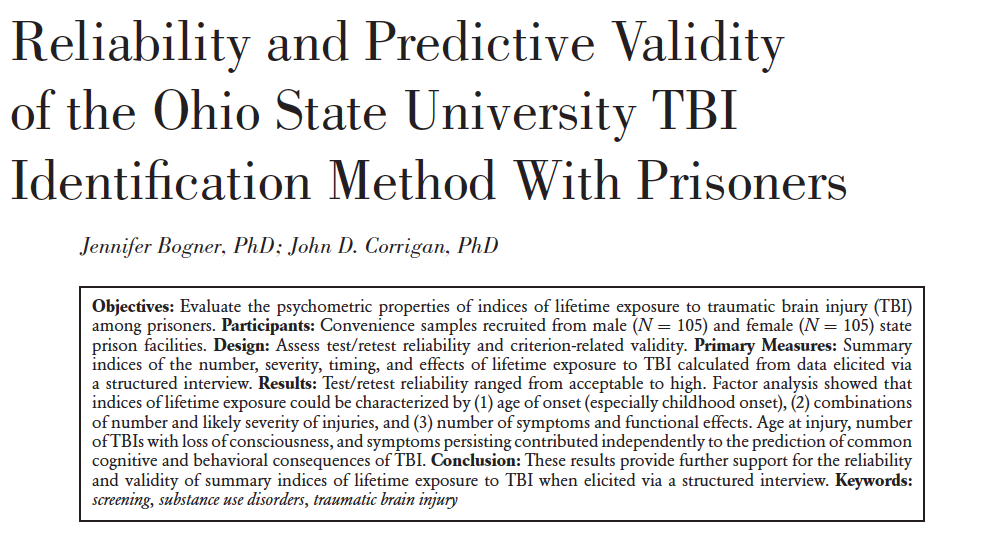 Reliability and Predictive Validity
of the Ohio State University TBI
Identification Method With Prisoners
Jennifer Bogner, PhD; John D. Corrigan, PhD
Objectives: Evaluate the psychometric properties of indices of lifetime exposure to traumatic brain injury (TBI)
among prisoners. Participants: Convenience samples recruited from male (N = 105) and female (N = 105) state
prison facilities. Design: Assess test/retest reliability and criterion-related validity. Primary Measures: Summary
indices of the number, severity, timing, and effects of lifetime exposure to TBI calculated from data elicited via
a structured interview. Results: Test/retest reliability ranged from acceptable to high. Factor analysis showed that
indices of lifetime exposure could be characterized by (1) age of onset (especially childhood onset), (2) combinations
of number and likely severity of injuries, and (3) number of symptoms and functional effects. Age at injury, number
of TBIs with loss of consciousness, and symptoms persisting contributed independently to the prediction of common
cognitive and behavioral consequences of TBI. Conclusion: These results provide further support for the reliability
and validity of summary indices of lifetime exposure to TBI when elicited via a structured interview. Keywords:
screening, substance use disorders, traumatic brain injury